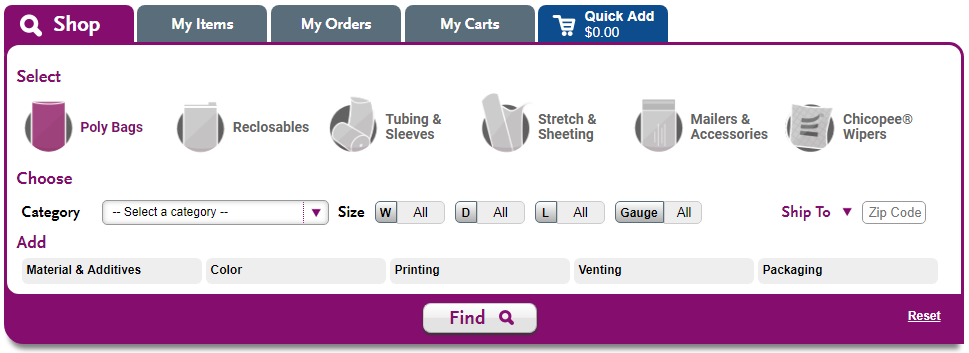 Shop
My Items
My Orders
My Carts
Quick Add
$0.00
Select
Poly Bags
Reclosables
Tubing &
Sleeves
Stretch &
Sheeting
Mailers &
Accessories
Chicopee®
Wipers
Choose
Category
-- Select a category --
Size
W All
D All
L All
Gauge All
Ship To
Zip Code
Add
Material & Additives
Color
Printing
Venting
Packaging
Find
Reset